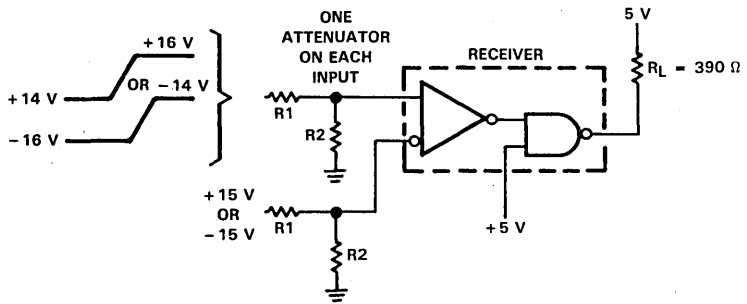 ONE
ATTENUATOR
ON EACH
INPUT
5 V
+16 V
RECEIVER
RL = 390 Ω
OR -14 V
+14 V
R1
R2
-16 V
+15 V
OR
-15 V
R1
R2
+5 V